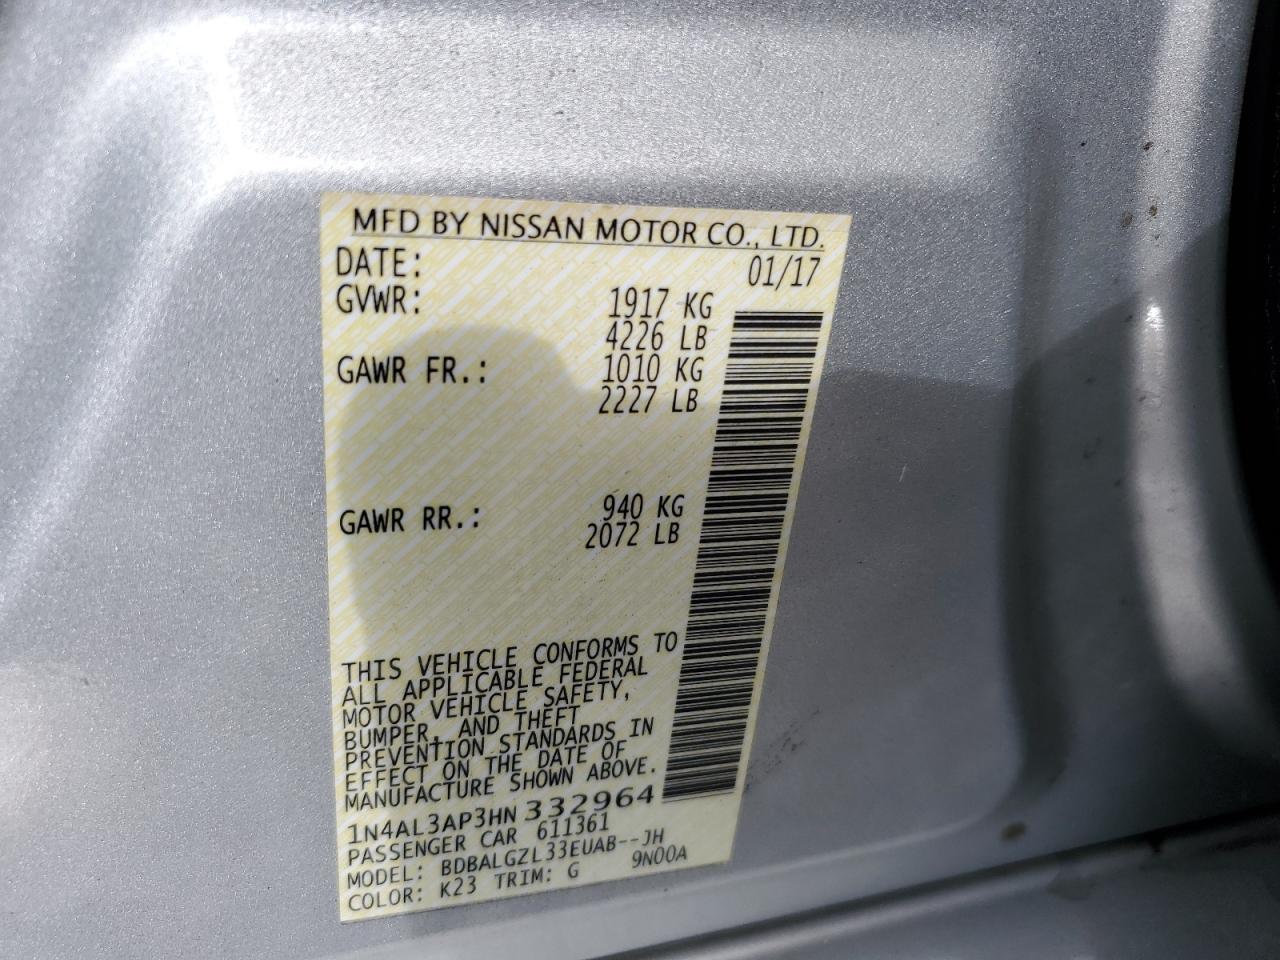 MFD BY NISSAN MOTOR CO., LTD.
DATE: 01/17
GVWR: 1917 KG
4226 LB
GAWR FR.: 1010 KG
2227 LB
GAWR RR.: 940 KG
2072 LB
THIS VEHICLE CONFORMS TO
ALL APPLICABLE FEDERAL
MOTOR VEHICLE SAFETY,
BUMPER, AND THEFT
PREVENTION STANDARDS IN
EFFECT ON THE DATE OF
MANUFACTURE SHOWN ABOVE.
1N4AL3AP3HN332964
PASSENGER CAR 611361
MODEL: BDBALGZL33EUAB--JH
COLOR: K23 TRIM: G 9N00A